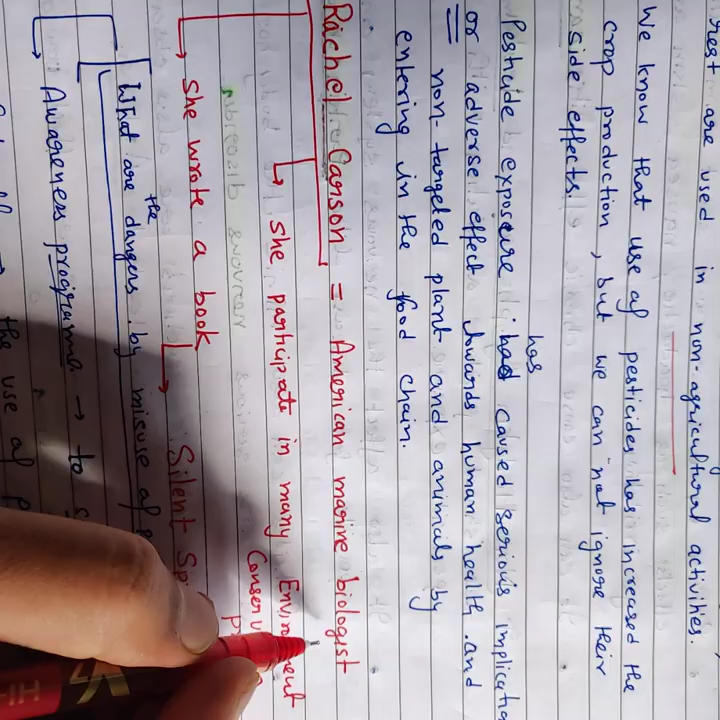 rest are used in non-agricultural activities.
We know that use of pesticides has increased the
crop production, but we can not ignore their
side effects.
Pesticide exposure has caused serious implicatio
or adverse effect towards human health and
non-targeted plant and animals by
entering in the food chain.
Rachel Carson = American marine biologist
↳ she participate in many Environment
Conserv
↳ She wrote a book
↳ Silent Sp
What are the dangers by misuse of
↳ Awareness programe → to s
the use of p